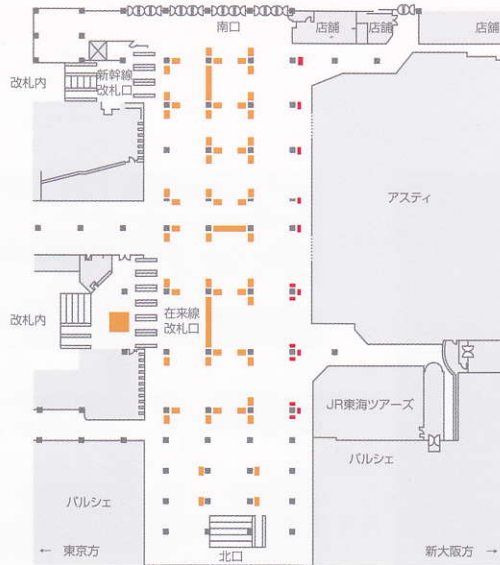 南口
店舗
店舗
店舗
改札内
新幹線
改札口
アスティ
改札内
在来線
改札口
JR東海ツアーズ
パルシェ
パルシェ
← 東京方
北口
新大阪方 →